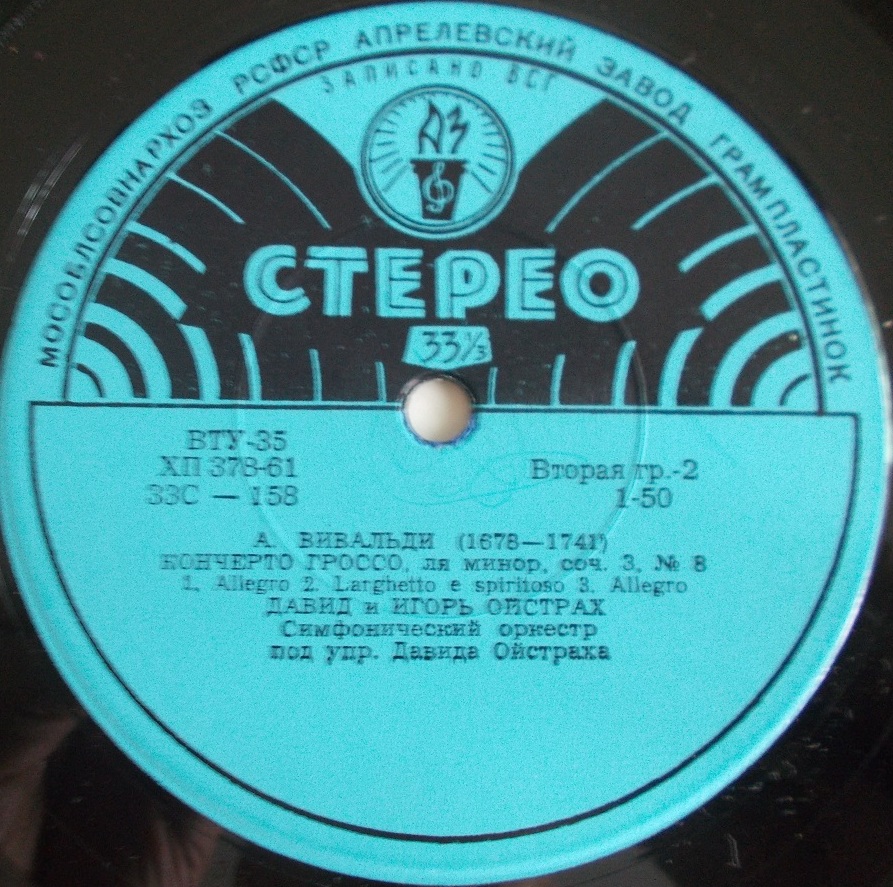 МОСОБЛСОВНАРХОЗ РСФСР АПРЕЛЕВСКИЙ ЗАВОД ГРАМПЛАСТИНОК
ЗАПИСАНО ВСГ
АЗ
СТЕРЕО
33⅓
ВТУ-35
ХП 378-61
33С — 158
Вторая гр.-2
1-50
А. ВИВАЛЬДИ (1678—1741)
КОНЧЕРТО ГРОССО, ля минор, соч. 3, № 8
1. Allegro 2. Larghetto e spiritoso 3. Allegro
ДАВИД и ИГОРЬ ОЙСТРАХ
Симфонический оркестр
под упр. Давида Ойстраха